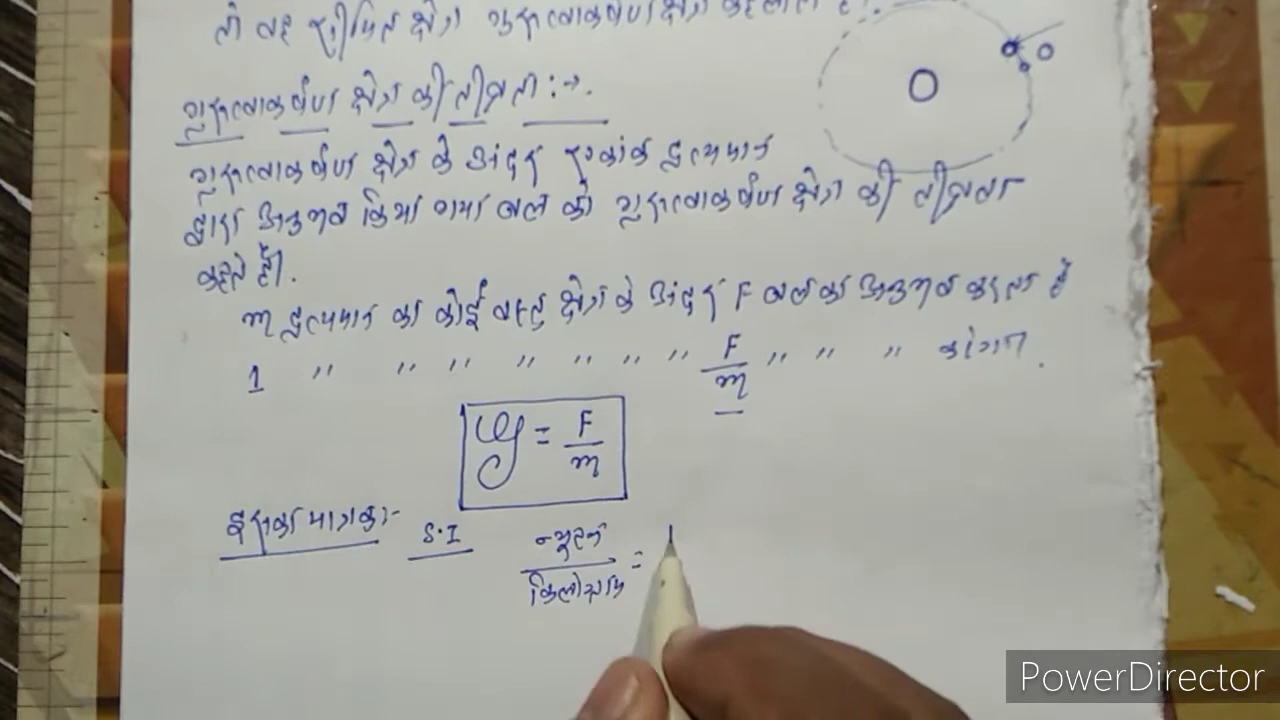 तो वह सीमित क्षेत्र गुरुत्वाकर्षण क्षेत्र कहलाता है।
गुरुत्वाकर्षण क्षेत्र की तीव्रता :→.
गुरुत्वाकर्षण क्षेत्र के अंदर एकांक द्रव्यमान
द्वारा अनुभव किया गया बल को गुरुत्वाकर्षण क्षेत्र की तीव्रता
कहते हैं।.
m द्रव्यमान का कोई वस्तु क्षेत्र के अंदर F बल का अनुभव करता है
1 " " " " " " " F/m " " " करेगा.
g = F/m
इसका मात्रक:- S.I न्यूटन/किलोग्राम =
PowerDirector